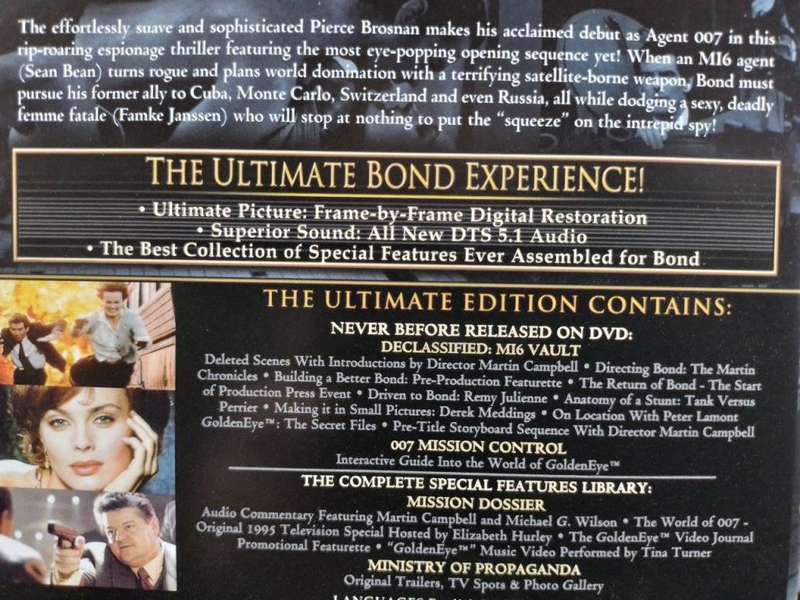 The effortlessly suave and sophisticated Pierce Brosnan makes his acclaimed debut as Agent 007 in this
rip-roaring espionage thriller featuring the most eye-popping opening sequence yet! When an MI6 agent
(Sean Bean) turns rogue and plans world domination with a terrifying satellite-borne weapon, Bond must
pursue his former ally to Cuba, Monte Carlo, Switzerland and even Russia, all while dodging a sexy, deadly
femme fatale (Famke Janssen) who will stop at nothing to put the “squeeze” on the intrepid spy!
THE ULTIMATE BOND EXPERIENCE!
• Ultimate Picture: Frame-by-Frame Digital Restoration
• Superior Sound: All New DTS 5.1 Audio
• The Best Collection of Special Features Ever Assembled for Bond
THE ULTIMATE EDITION CONTAINS:
NEVER BEFORE RELEASED ON DVD:
DECLASSIFIED: MI6 VAULT
Deleted Scenes With Introductions by Director Martin Campbell • Directing Bond: The Martin
Chronicles • Building a Better Bond: Pre-Production Featurette • The Return of Bond - The Start
of Production Press Event • Driven to Bond: Remy Julienne • Anatomy of a Stunt: Tank Versus
Perrier • Making it in Small Pictures: Derek Meddings • On Location With Peter Lamont
GoldenEye™: The Secret Files • Pre-Title Storyboard Sequence With Director Martin Campbell
007 MISSION CONTROL
Interactive Guide Into the World of GoldenEye™
THE COMPLETE SPECIAL FEATURES LIBRARY:
MISSION DOSSIER
Audio Commentary Featuring Martin Campbell and Michael G. Wilson • The World of 007 -
Original 1995 Television Special Hosted by Elizabeth Hurley • The GoldenEye™ Video Journal
Promotional Featurette • “GoldenEye™” Music Video Performed by Tina Turner
MINISTRY OF PROPAGANDA
Original Trailers, TV Spots & Photo Gallery